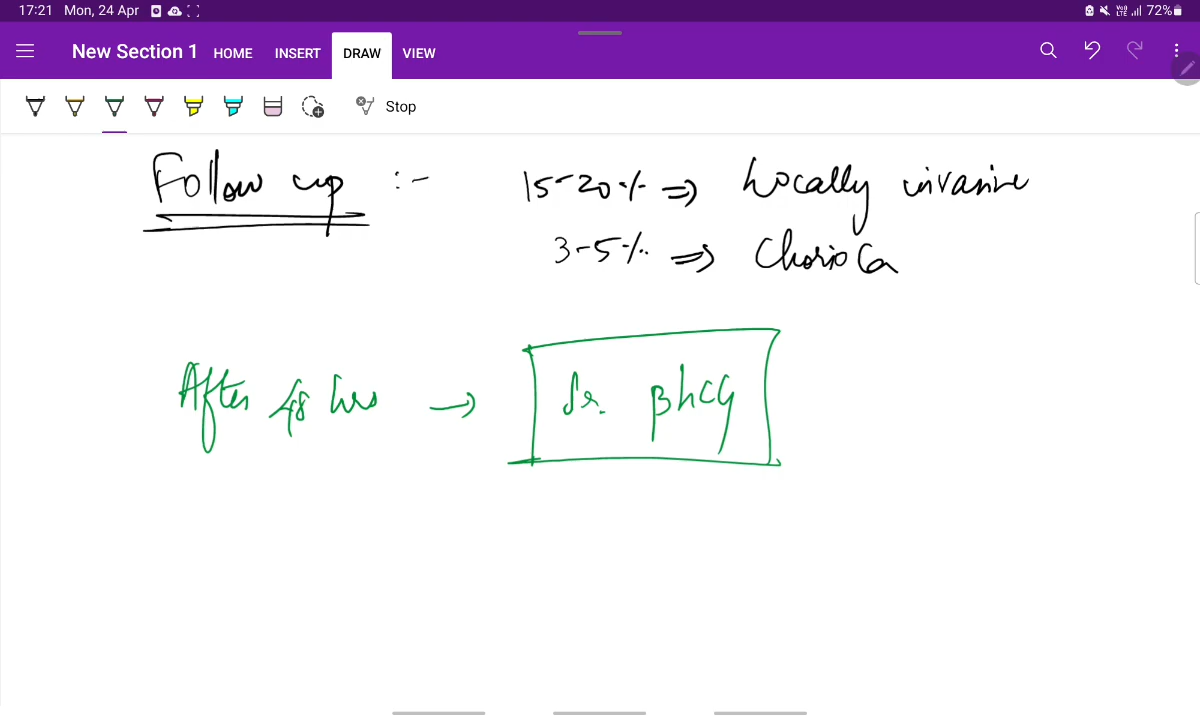 17:21 Mon, 24 Apr 72%
New Section 1 HOME INSERT DRAW VIEW
Stop
Follow up :- 15-20% ⇒ Locally invasive
3-5% ⇒ Chorio Ca
After 48 hrs → Sr. βhCG